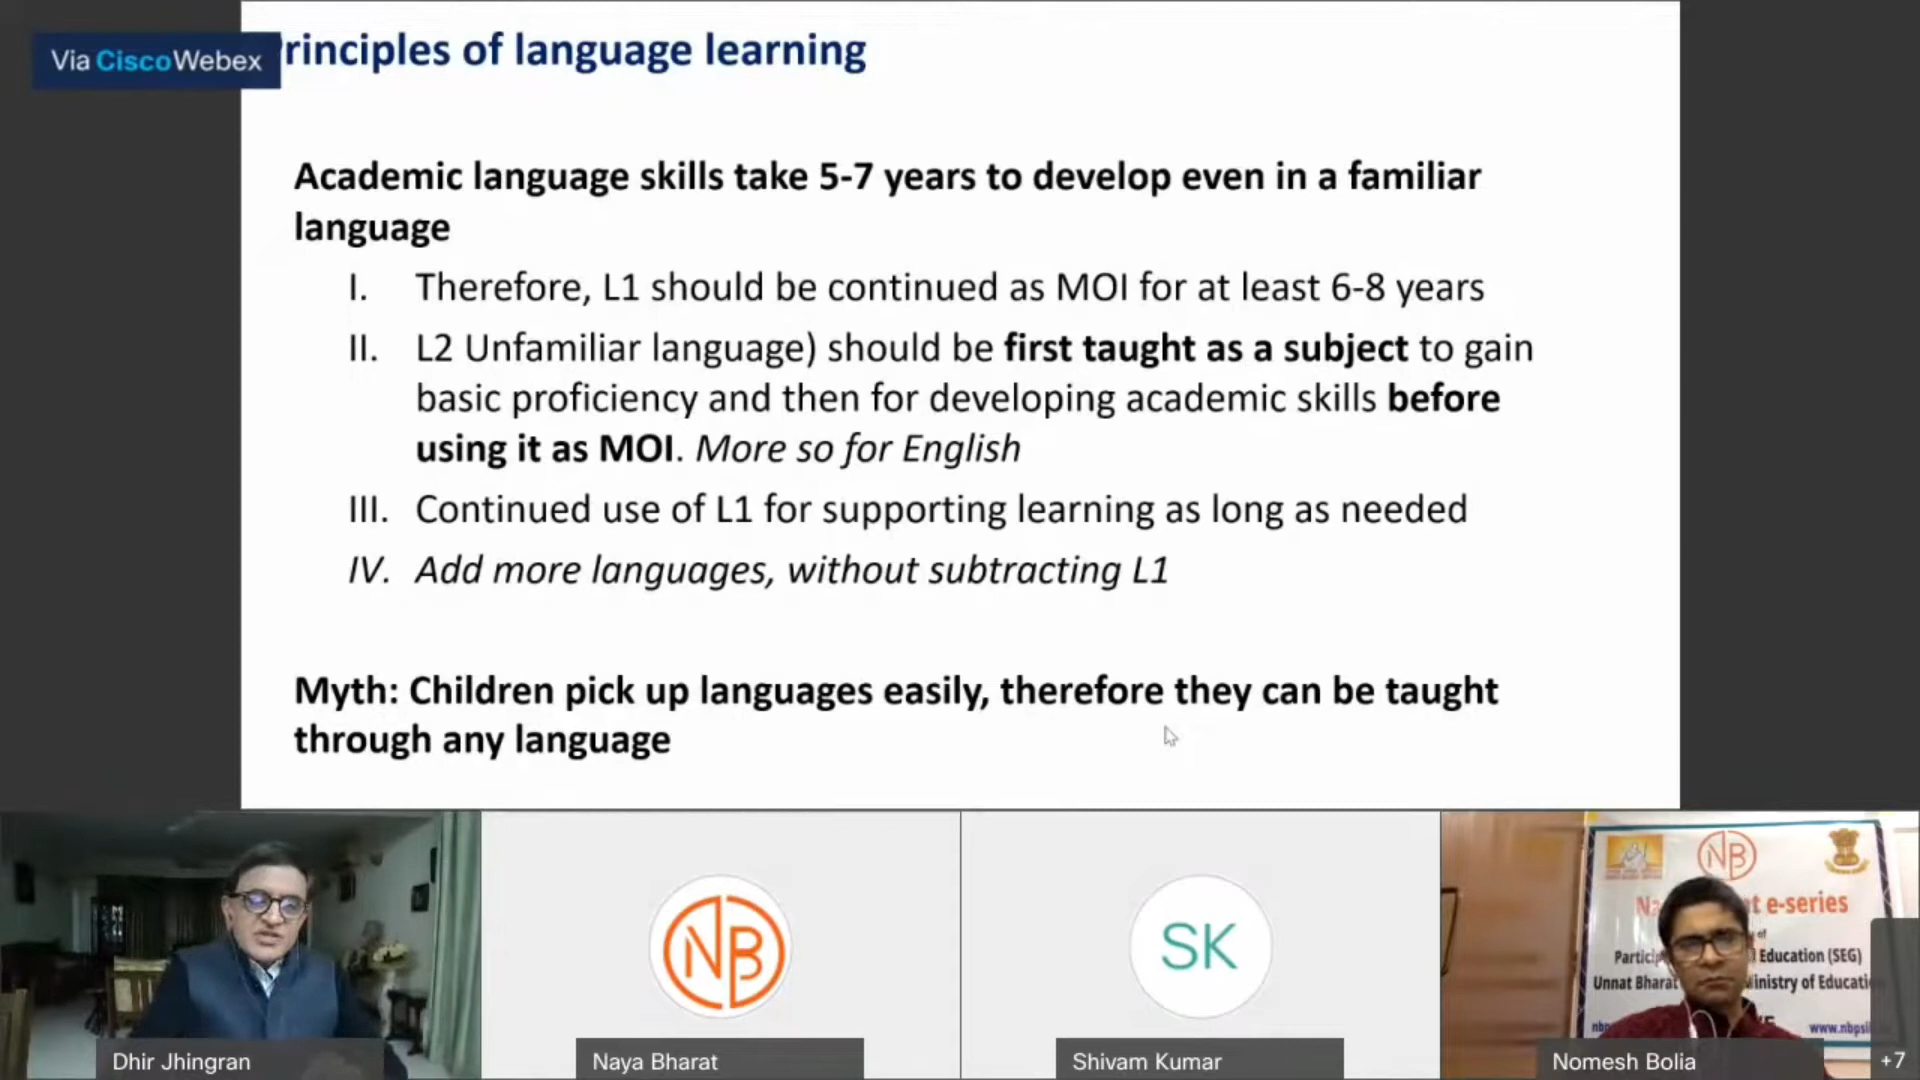 Via CiscoWebex
rinciples of language learning
Academic language skills take 5-7 years to develop even in a familiar
language
I. Therefore, L1 should be continued as MOI for at least 6-8 years
II. L2 Unfamiliar language) should be first taught as a subject to gain
basic proficiency and then for developing academic skills before
using it as MOI. More so for English
III. Continued use of L1 for supporting learning as long as needed
IV. Add more languages, without subtracting L1
Myth: Children pick up languages easily, therefore they can be taught
through any language
NB
SK
NB
e-series
Education (SEG)
Unnat Bharat
Dhir Jhingran
Naya Bharat
Shivam Kumar
Nomesh Bolia
+7